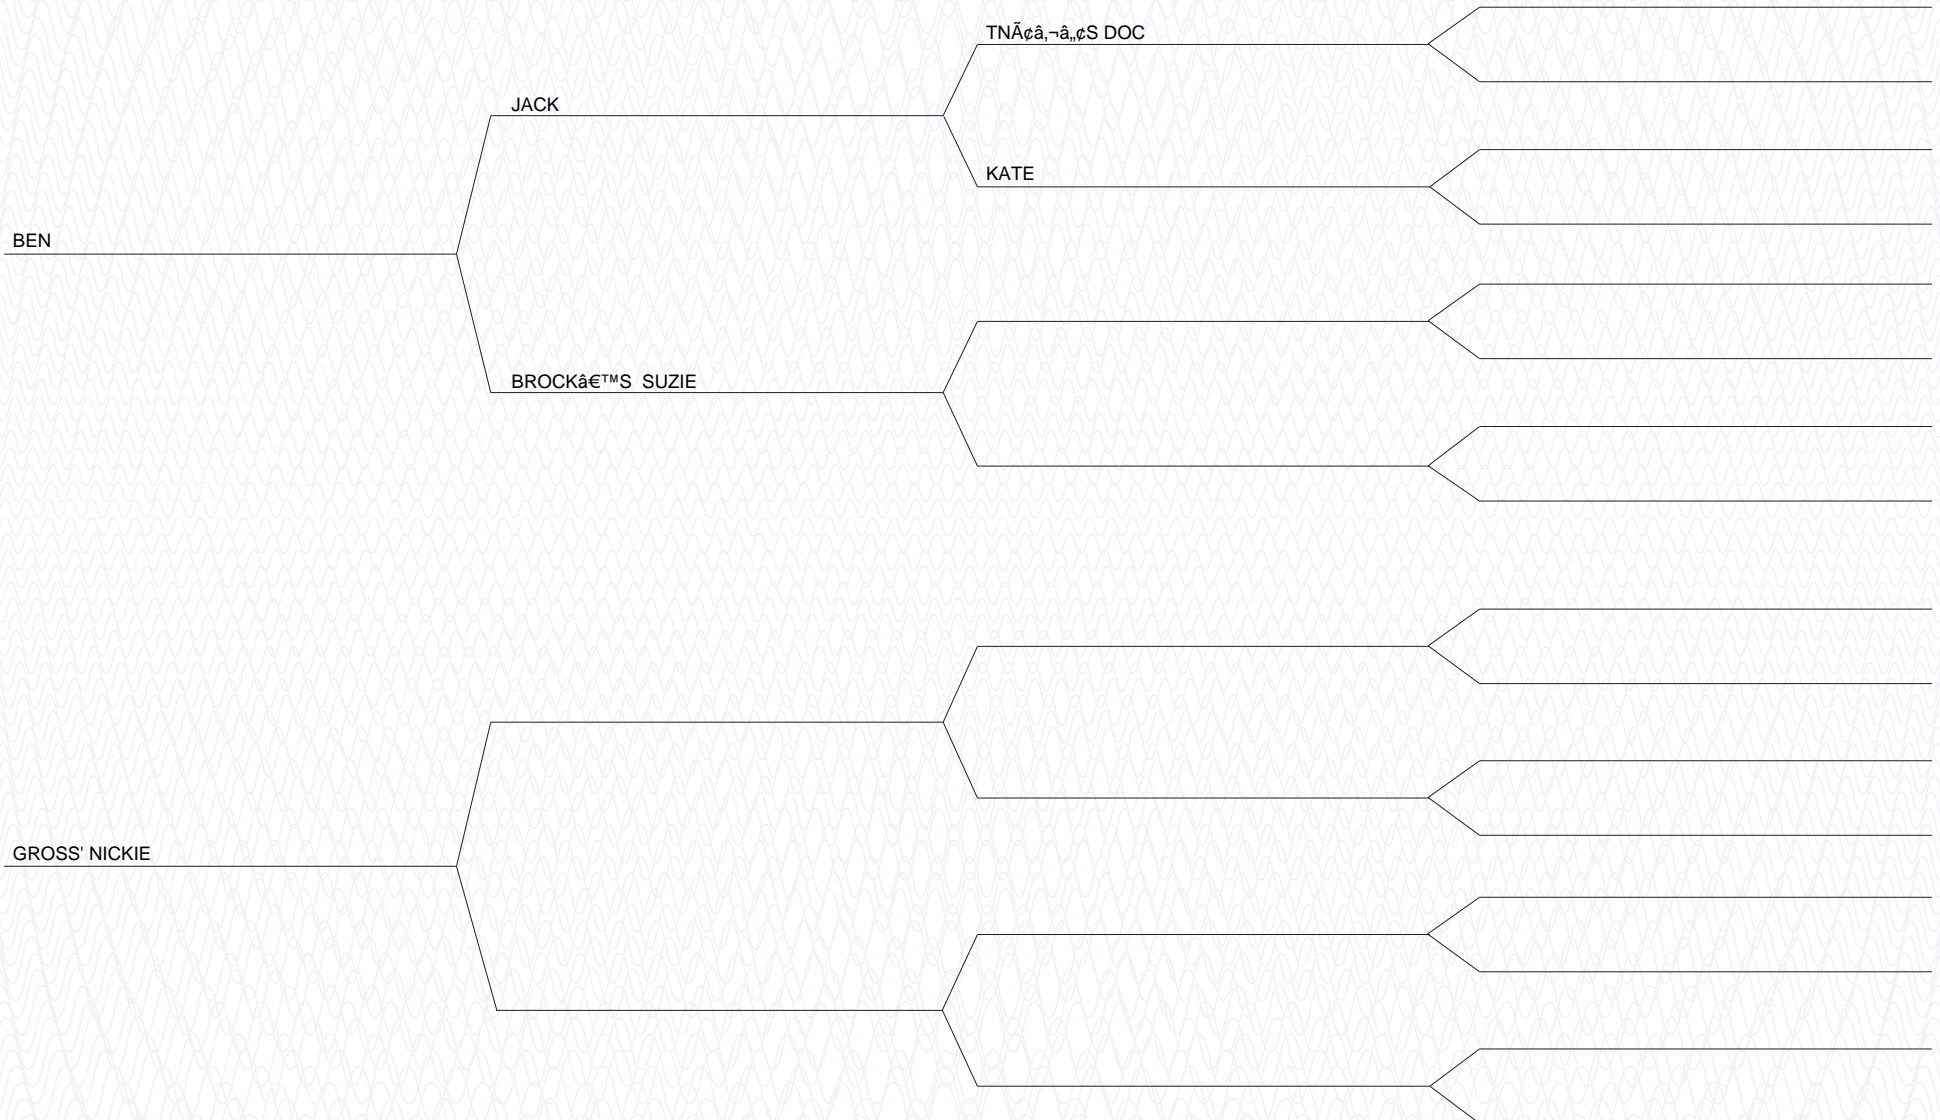 TNÃ¢â‚¬â„¢S DOC
JACK
KATE
BEN
BROCKâ€™S  SUZIE
GROSS' NICKIE